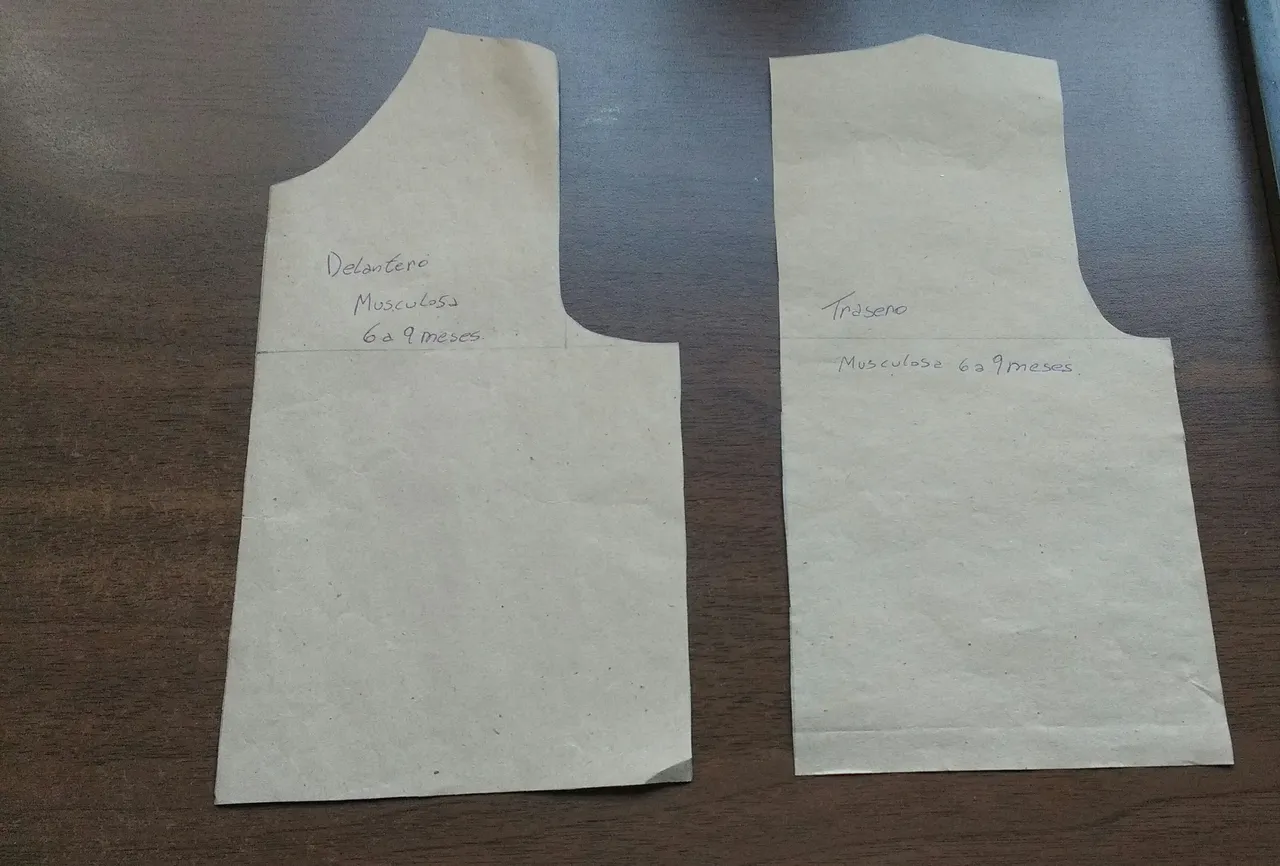 Delantero
Musculosa
6 a 9 meses
Trasero
Musculosa 6 a 9 meses.